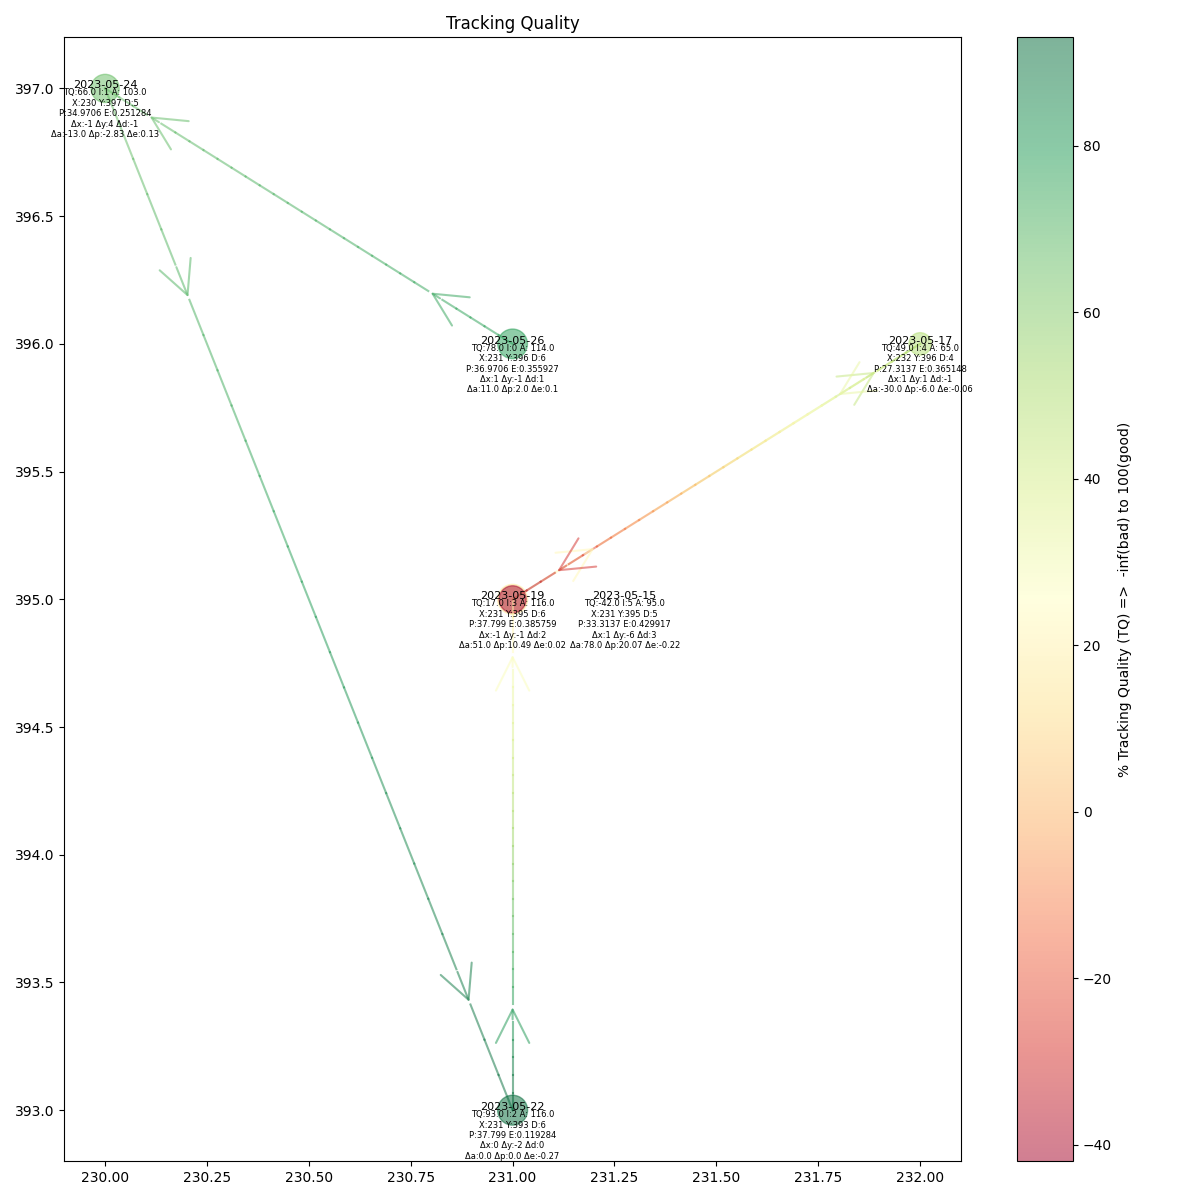 Tracking Quality
397.0
396.5
396.0
395.5
395.0
394.5
394.0
393.5
393.0
2023-05-24
TQ:66.0 I:1 A: 103.0
X:230 Y:397 D:5
P:34.9706 E:0.251284
Δx:-1 Δy:4 Δd:-1
Δa:-13.0 Δp:-2.83 Δe:0.13
2023-05-26
TQ:78.0 I:0 A: 114.0
X:231 Y:396 D:6
P:36.9706 E:0.355927
Δx:1 Δy:-1 Δd:1
Δa:11.0 Δp:2.0 Δe:0.1
2023-05-17
TQ:49.0 I:4 A: 65.0
X:232 Y:396 D:4
P:27.3137 E:0.365148
Δx:1 Δy:1 Δd:-1
Δa:-30.0 Δp:-6.0 Δe:-0.06
2023-05-19
TQ:17.0 I:3 A: 116.0
X:231 Y:395 D:6
P:37.799 E:0.385759
Δx:-1 Δy:-1 Δd:2
Δa:51.0 Δp:10.49 Δe:0.02
2023-05-15
TQ:-42.0 I:5 A: 95.0
X:231 Y:395 D:5
P:33.3137 E:0.429917
Δx:1 Δy:-6 Δd:3
Δa:78.0 Δp:20.07 Δe:-0.22
2023-05-22
TQ:93.0 I:2 A: 116.0
X:231 Y:393 D:6
P:37.799 E:0.119284
Δx:0 Δy:-2 Δd:0
Δa:0.0 Δp:0.0 Δe:-0.27
230.00
230.25
230.50
230.75
231.00
231.25
231.50
231.75
232.00
80
60
40
20
0
−20
−40
% Tracking Quality (TQ) =>  -inf(bad) to 100(good)